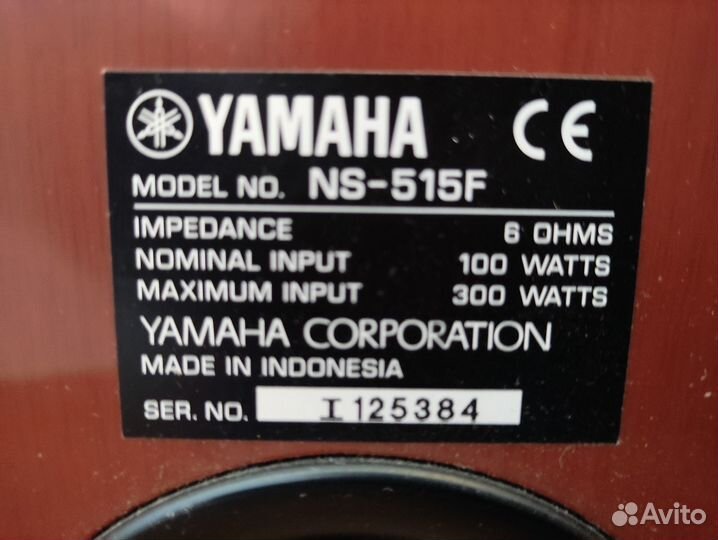 YAMAHA CE
MODEL NO. NS-515F
IMPEDANCE 6 OHMS
NOMINAL INPUT 100 WATTS
MAXIMUM INPUT 300 WATTS
YAMAHA CORPORATION
MADE IN INDONESIA
SER. NO. I 125384
Avito